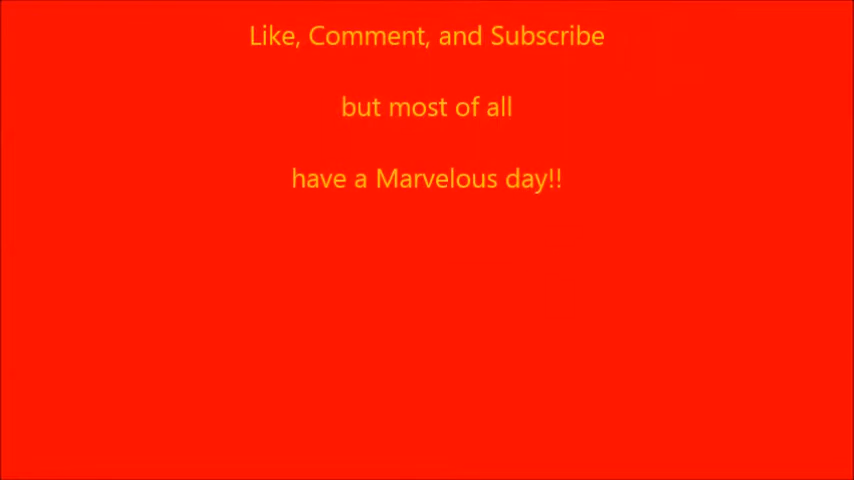 Like, Comment, and Subscribe
but most of all
have a Marvelous day!!